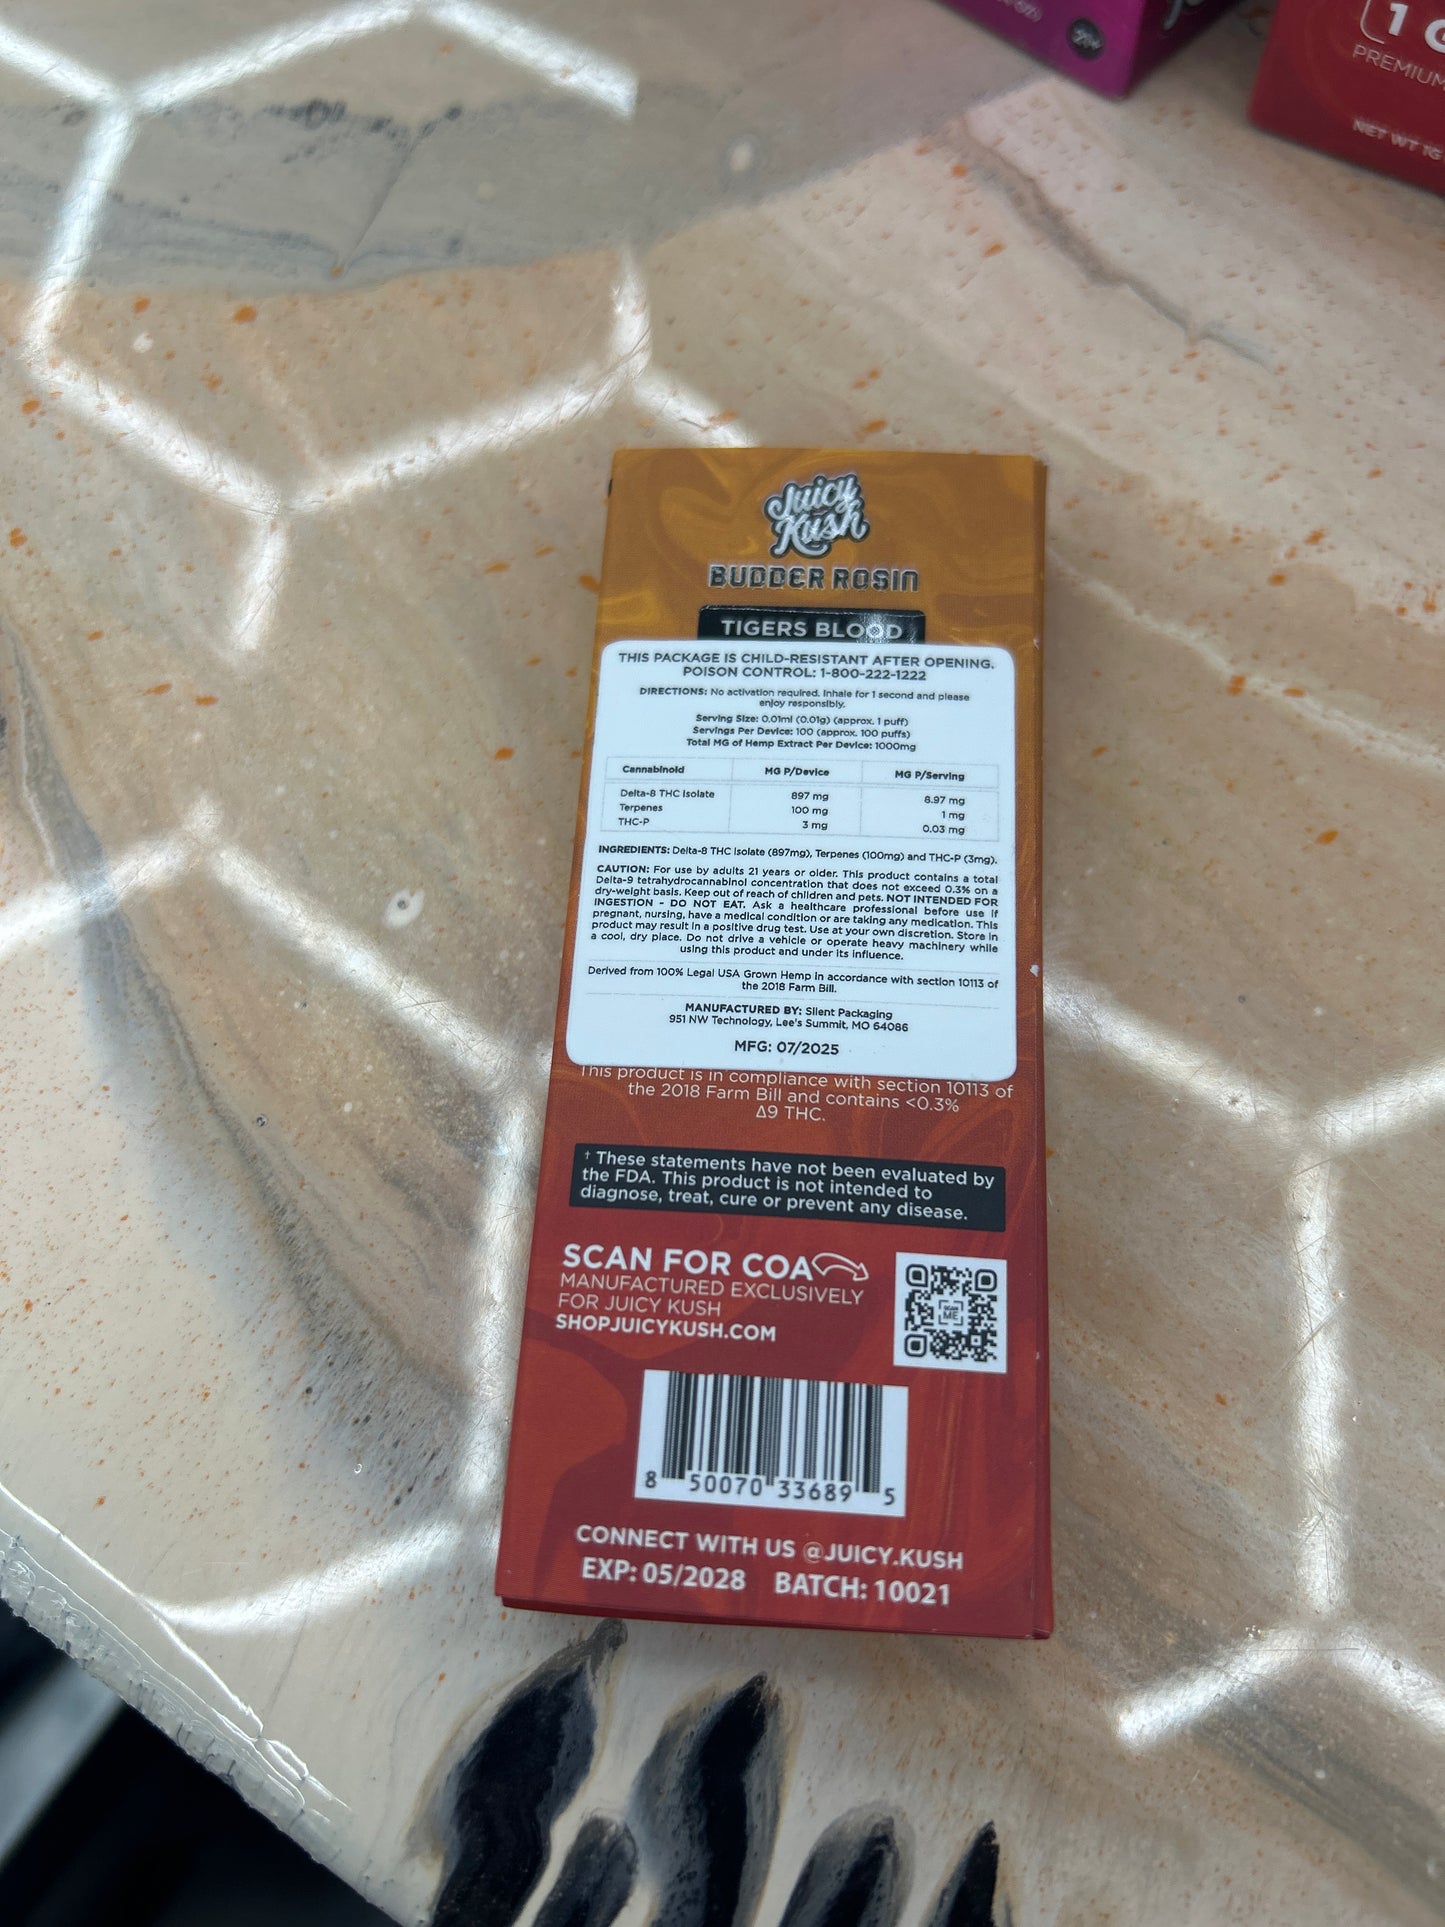 1 G
PREMIUM
NET WT 1G
21+
Juicy
Kush
BUDDER ROSIN
TIGERS BLOOD
THIS PACKAGE IS CHILD-RESISTANT AFTER OPENING.
POISON CONTROL: 1-800-222-1222
DIRECTIONS: No activation required. Inhale for 1 second and please
enjoy responsibly.
Serving Size: 0.01ml (0.01g) (approx. 1 puff)
Servings Per Device: 100 (approx. 100 puffs)
Total MG of Hemp Extract Per Device: 1000mg
Cannabinoid MG P/Device MG P/Serving
Delta-8 THC Isolate 897 mg 8.97 mg
Terpenes 100 mg 1 mg
THC-P 3 mg 0.03 mg
INGREDIENTS: Delta-8 THC Isolate (897mg), Terpenes (100mg) and THC-P (3mg).
CAUTION: For use by adults 21 years or older. This product contains a total
Delta-9 tetrahydrocannabinol concentration that does not exceed 0.3% on a
dry-weight basis. Keep out of reach of children and pets. NOT INTENDED FOR
INGESTION - DO NOT EAT. Ask a healthcare professional before use if
pregnant, nursing, have a medical condition or are taking any medication. This
product may result in a positive drug test. Use at your own discretion. Store in
a cool, dry place. Do not drive a vehicle or operate heavy machinery while
using this product and under its influence.
Derived from 100% Legal USA Grown Hemp in accordance with section 10113 of
the 2018 Farm Bill.
MANUFACTURED BY: Silent Packaging
951 NW Technology, Lee's Summit, MO 64086
MFG: 07/2025
This product is in compliance with section 10113 of
the 2018 Farm Bill and contains <0.3%
Δ9 THC.
† These statements have not been evaluated by
the FDA. This product is not intended to
diagnose, treat, cure or prevent any disease.
SCAN FOR COA
MANUFACTURED EXCLUSIVELY
FOR JUICY KUSH
SHOPJUICYKUSH.COM
SCAN
ME
8 50070 33689 5
CONNECT WITH US @JUICY.KUSH
EXP: 05/2028 BATCH: 10021